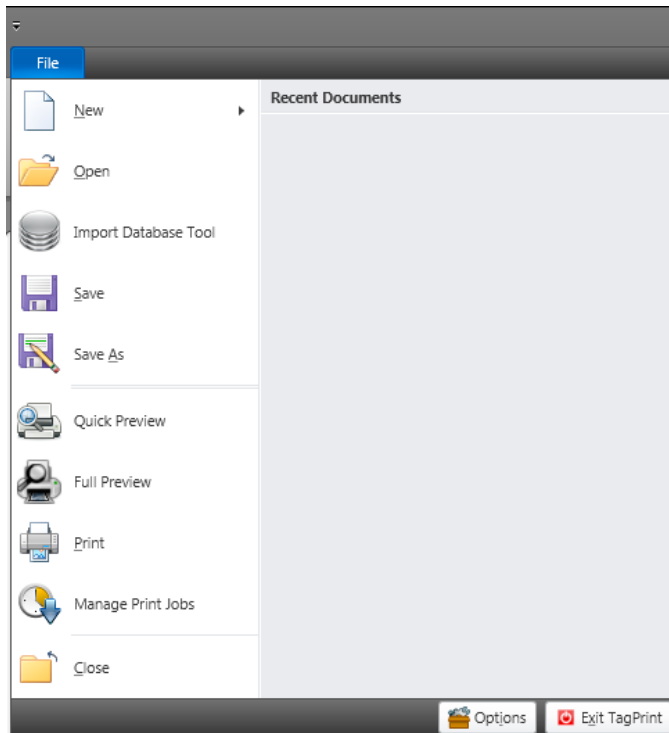 File
Recent Documents
New
Open
Import Database Tool
Save
Save As
Quick Preview
Full Preview
Print
Manage Print Jobs
Close
Options
Exit TagPrint